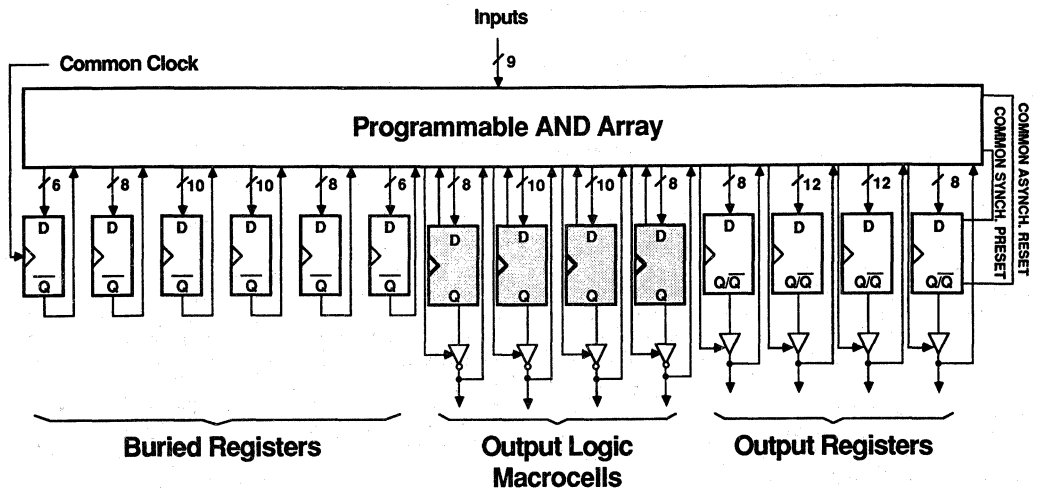 Inputs
9
Common Clock
Programmable AND Array
COMMON ASYNCH. RESET
COMMON SYNCH. PRESET
6 8 10 10 8 6 8 10 10 8 8 12 12 8
D D D D D D D D D D D D D D
Q̅ Q̅ Q̅ Q̅ Q̅ Q̅ Q Q Q Q Q/Q̅ Q/Q̅ Q/Q̅ Q/Q̅
Buried Registers
Output Logic
Macrocells
Output Registers